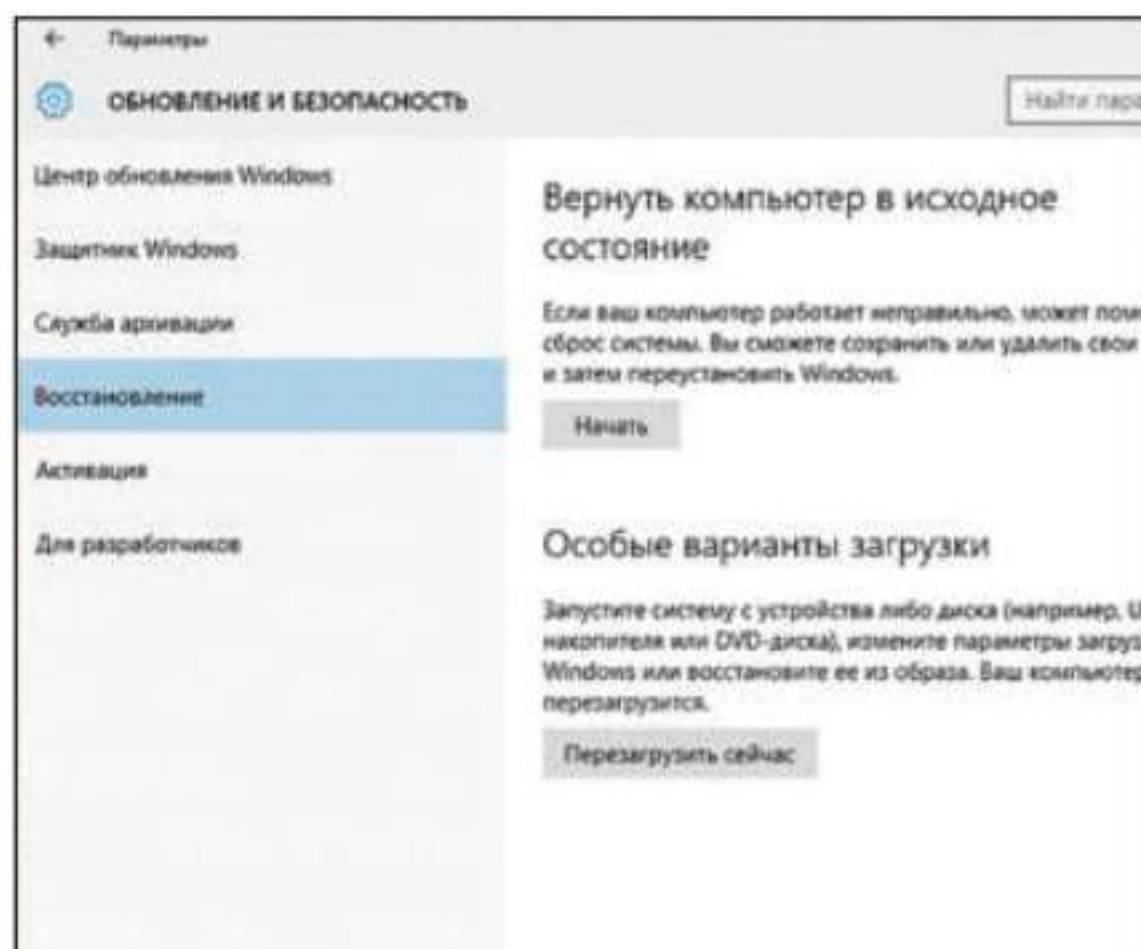 Параметры
ОБНОВЛЕНИЕ И БЕЗОПАСНОСТЬ
Найти пара
Центр обновления Windows
Защитник Windows
Служба архивации
Восстановление
Активация
Для разработчиков
Вернуть компьютер в исходное
состояние
Если ваш компьютер работает неправильно, может пом
сброс системы. Вы сможете сохранить или удалить свои
и затем переустановить Windows.
Начать
Особые варианты загрузки
Запустите систему с устройства либо диска (например, U
накопителя или DVD-диска), измените параметры загруз
Windows или восстановите ее из образа. Ваш компьютер
перезагрузится.
Перезагрузить сейчас